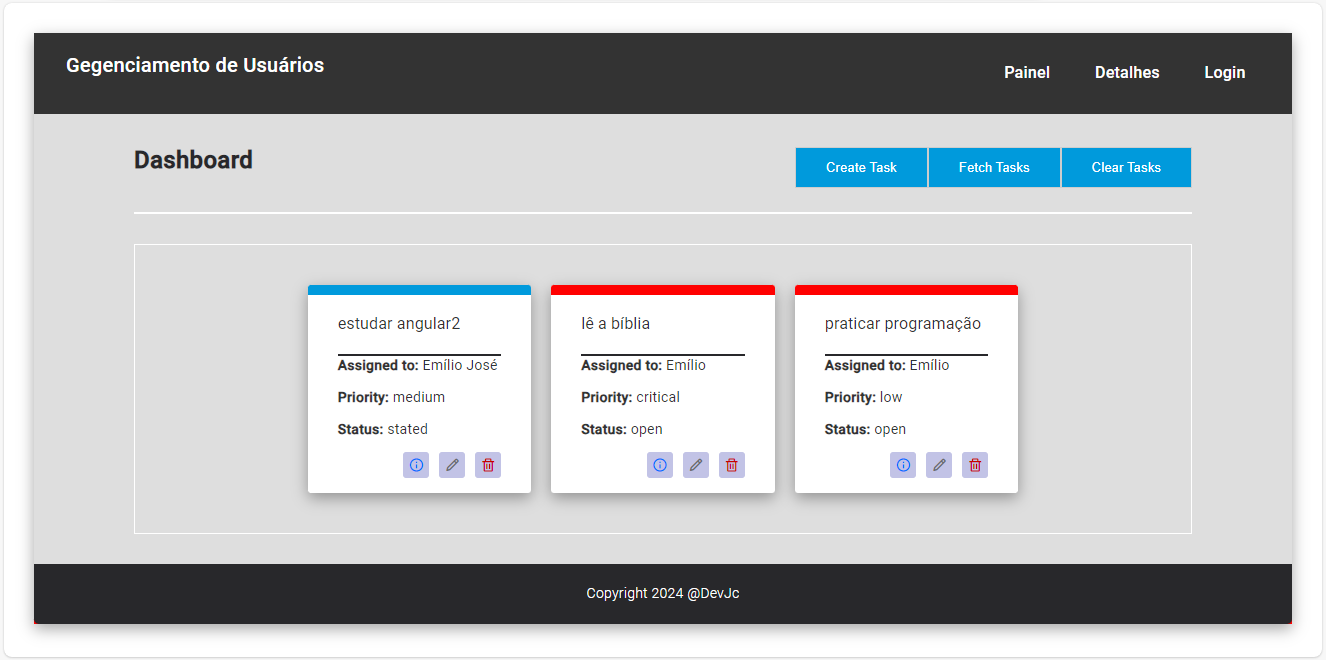 Gegenciamento de Usuários
Painel Detalhes Login
Dashboard
Create Task Fetch Tasks Clear Tasks
estudar angular2
Assigned to: Emílio José
Priority: medium
Status: stated
lê a bíblia
Assigned to: Emílio
Priority: critical
Status: open
praticar programação
Assigned to: Emílio
Priority: low
Status: open
Copyright 2024 @DevJc